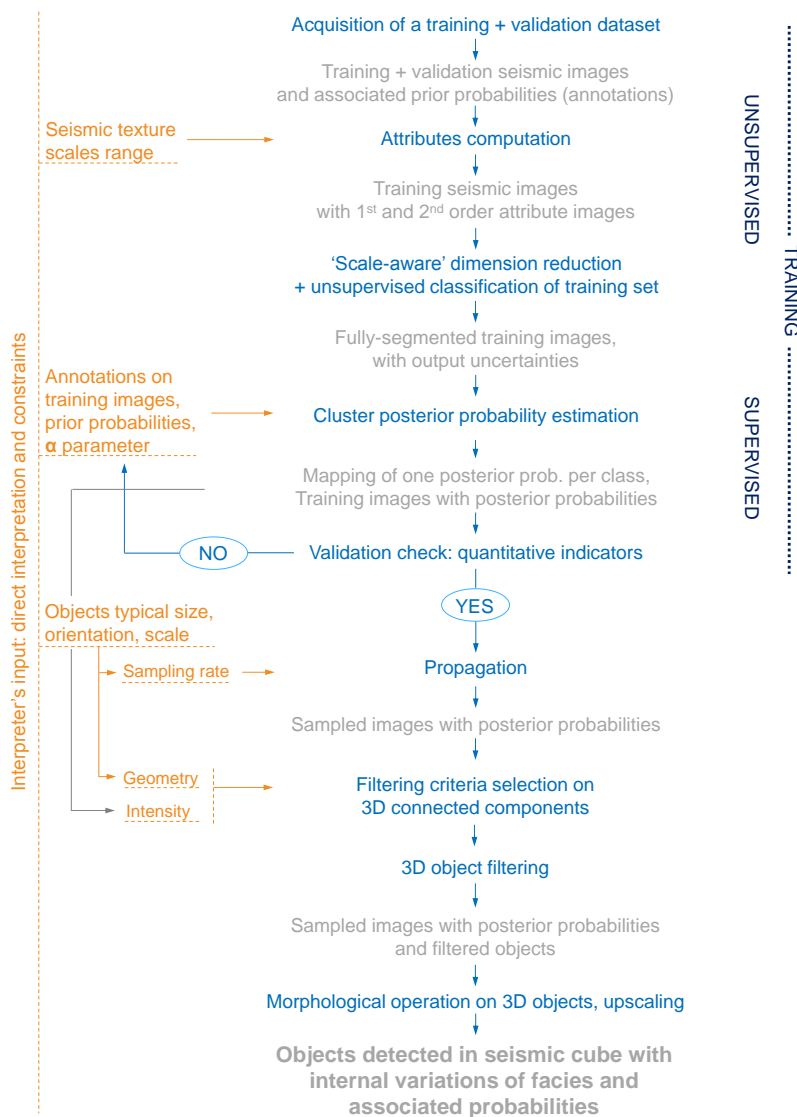 Acquisition of a training + validation dataset
Training + validation seismic images
and associated prior probabilities (annotations)
Seismic texture
scales range
Attributes computation
Training seismic images
with 1st and 2nd order attribute images
'Scale-aware' dimension reduction
+ unsupervised classification of training set
Fully-segmented training images,
with output uncertainties
Annotations on
training images,
prior probabilities,
α parameter
Cluster posterior probability estimation
Mapping of one posterior prob. per class,
Training images with posterior probabilities
NO
Validation check: quantitative indicators
YES
Objects typical size,
orientation, scale
Sampling rate
Propagation
Sampled images with posterior probabilities
Geometry
Intensity
Filtering criteria selection on
3D connected components
3D object filtering
Sampled images with posterior probabilities
and filtered objects
Morphological operation on 3D objects, upscaling
Objects detected in seismic cube with
internal variations of facies and
associated probabilities
Interpreter's input: direct interpretation and constraints
UNSUPERVISED
SUPERVISED
TRAINING